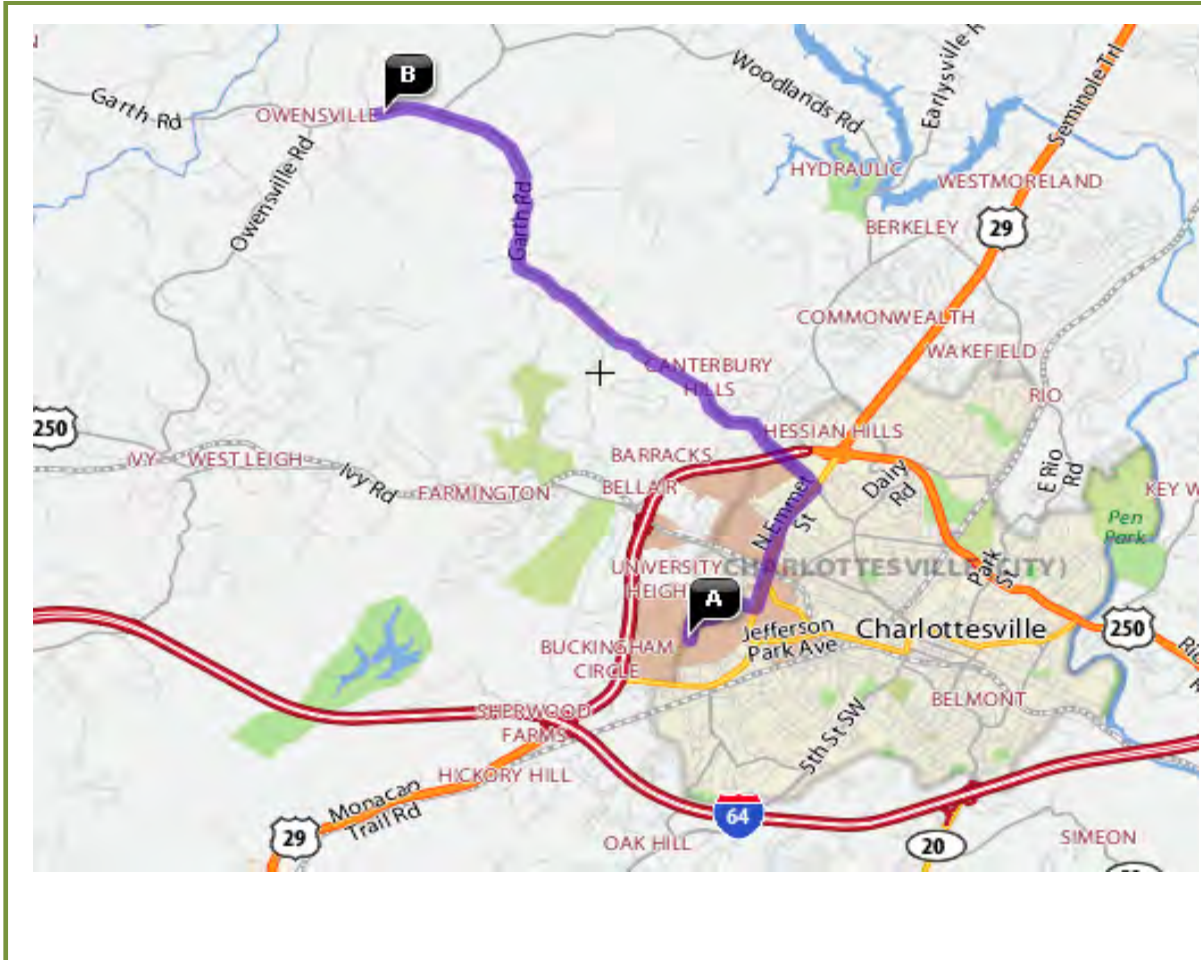 B
Garth Rd
OWENSVILLE
Owensville Rd
Garth Rd
Woodlands Rd
Seminole Trl
HYDRAULIC
WESTMORELAND
BERKELEY
29
COMMONWEALTH
WAKEFIELD
CANTERBURY
HILLS
RIO
250
HESSIAN HILLS
IVY
WEST LEIGH
Ivy Rd
FARMINGTON
BARRACKS
BELLAIR
Dairy
Rd
E Rio
Rd
KEY W
Pen
Park
N Emmet
St
UNIVERSITY
HEIGH
CHARLOTTESVILLE (CITY)
Park
St
A
Jefferson
Park Ave
Charlottesville
250
BUCKINGHAM
CIRCLE
BELMONT
SHERWOOD
FARMS
5th St SW
HICKORY HILL
Monacan
Trail Rd
29
64
OAK HILL
20
SIMEON